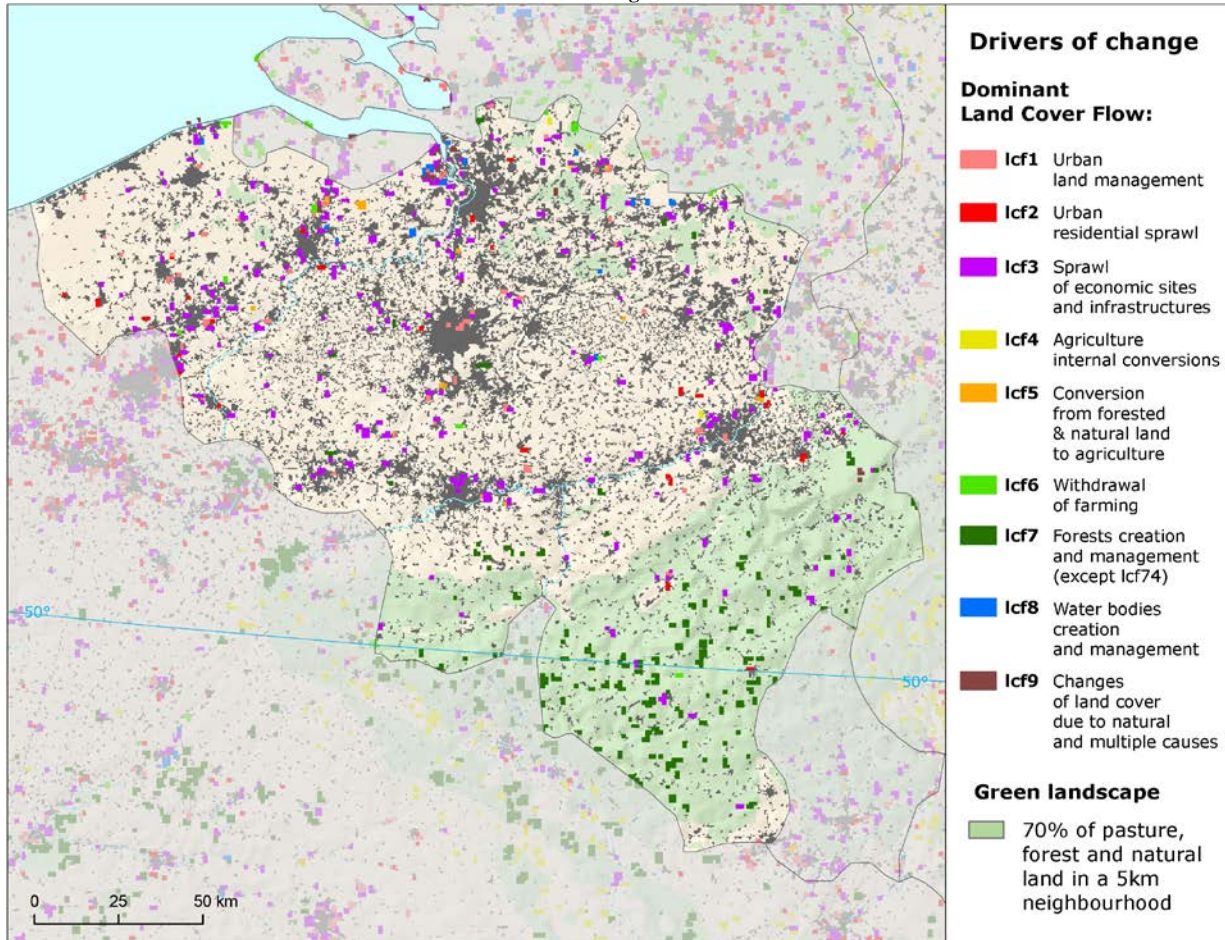 50°
50°
0 25 50 km
Drivers of change
Dominant
Land Cover Flow:
lcf1 Urban
land management
lcf2 Urban
residential sprawl
lcf3 Sprawl
of economic sites
and infrastructures
lcf4 Agriculture
internal conversions
lcf5 Conversion
from forested
& natural land
to agriculture
lcf6 Withdrawal
of farming
lcf7 Forests creation
and management
(except lcf74)
lcf8 Water bodies
creation
and management
lcf9 Changes
of land cover
due to natural
and multiple causes
Green landscape
70% of pasture,
forest and natural
land in a 5km
neighbourhood